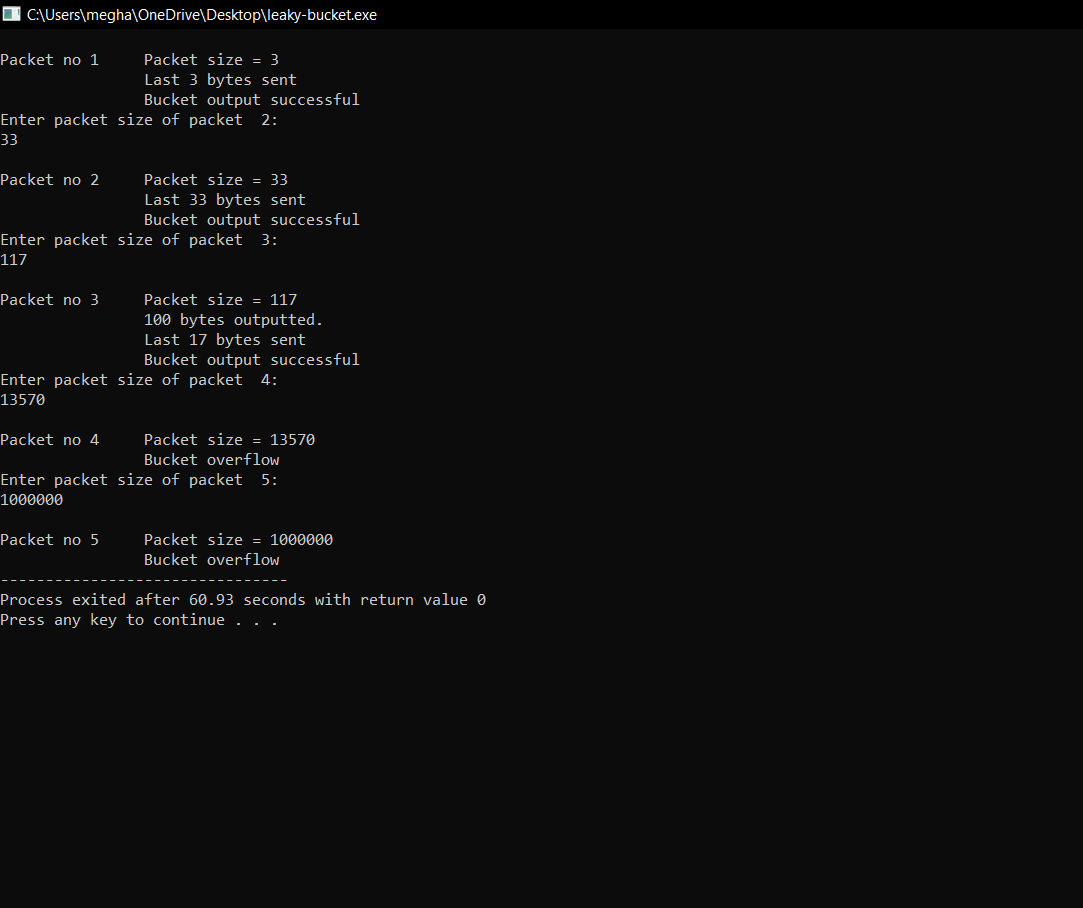 C:\Users\megha\OneDrive\Desktop\leaky-bucket.exe
Packet no 1     Packet size = 3
                Last 3 bytes sent
                Bucket output successful
Enter packet size of packet  2:
33
Packet no 2     Packet size = 33
                Last 33 bytes sent
                Bucket output successful
Enter packet size of packet  3:
117
Packet no 3     Packet size = 117
                100 bytes outputted.
                Last 17 bytes sent
                Bucket output successful
Enter packet size of packet  4:
13570
Packet no 4     Packet size = 13570
                Bucket overflow
Enter packet size of packet  5:
1000000
Packet no 5     Packet size = 1000000
                Bucket overflow
--------------------------------
Process exited after 60.93 seconds with return value 0
Press any key to continue . . .